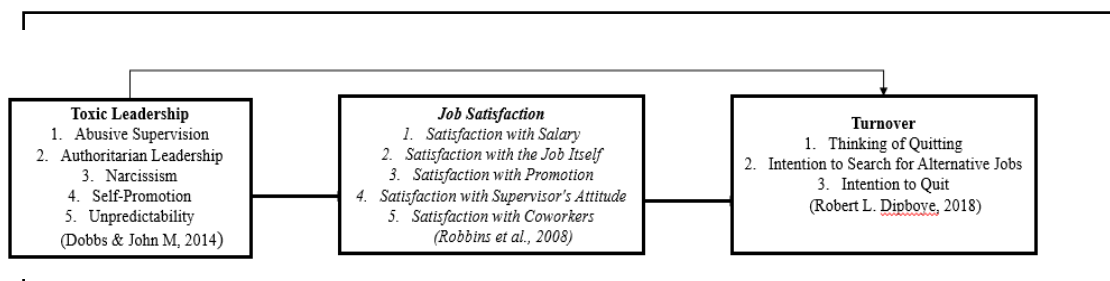 Toxic Leadership
1. Abusive Supervision
2. Authoritarian Leadership
3. Narcissism
4. Self-Promotion
5. Unpredictability
(Dobbs & John M, 2014)
Job Satisfaction
1. Satisfaction with Salary
2. Satisfaction with the Job Itself
3. Satisfaction with Promotion
4. Satisfaction with Supervisor's Attitude
5. Satisfaction with Coworkers
(Robbins et al., 2008)
Turnover
1. Thinking of Quitting
2. Intention to Search for Alternative Jobs
3. Intention to Quit
(Robert L. Dipboye, 2018)